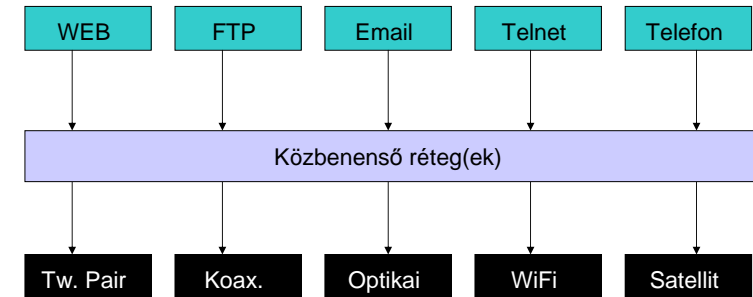 WEB FTP Email Telnet Telefon
Közbenenső réteg(ek)
Tw. Pair Koax. Optikai WiFi Satellit